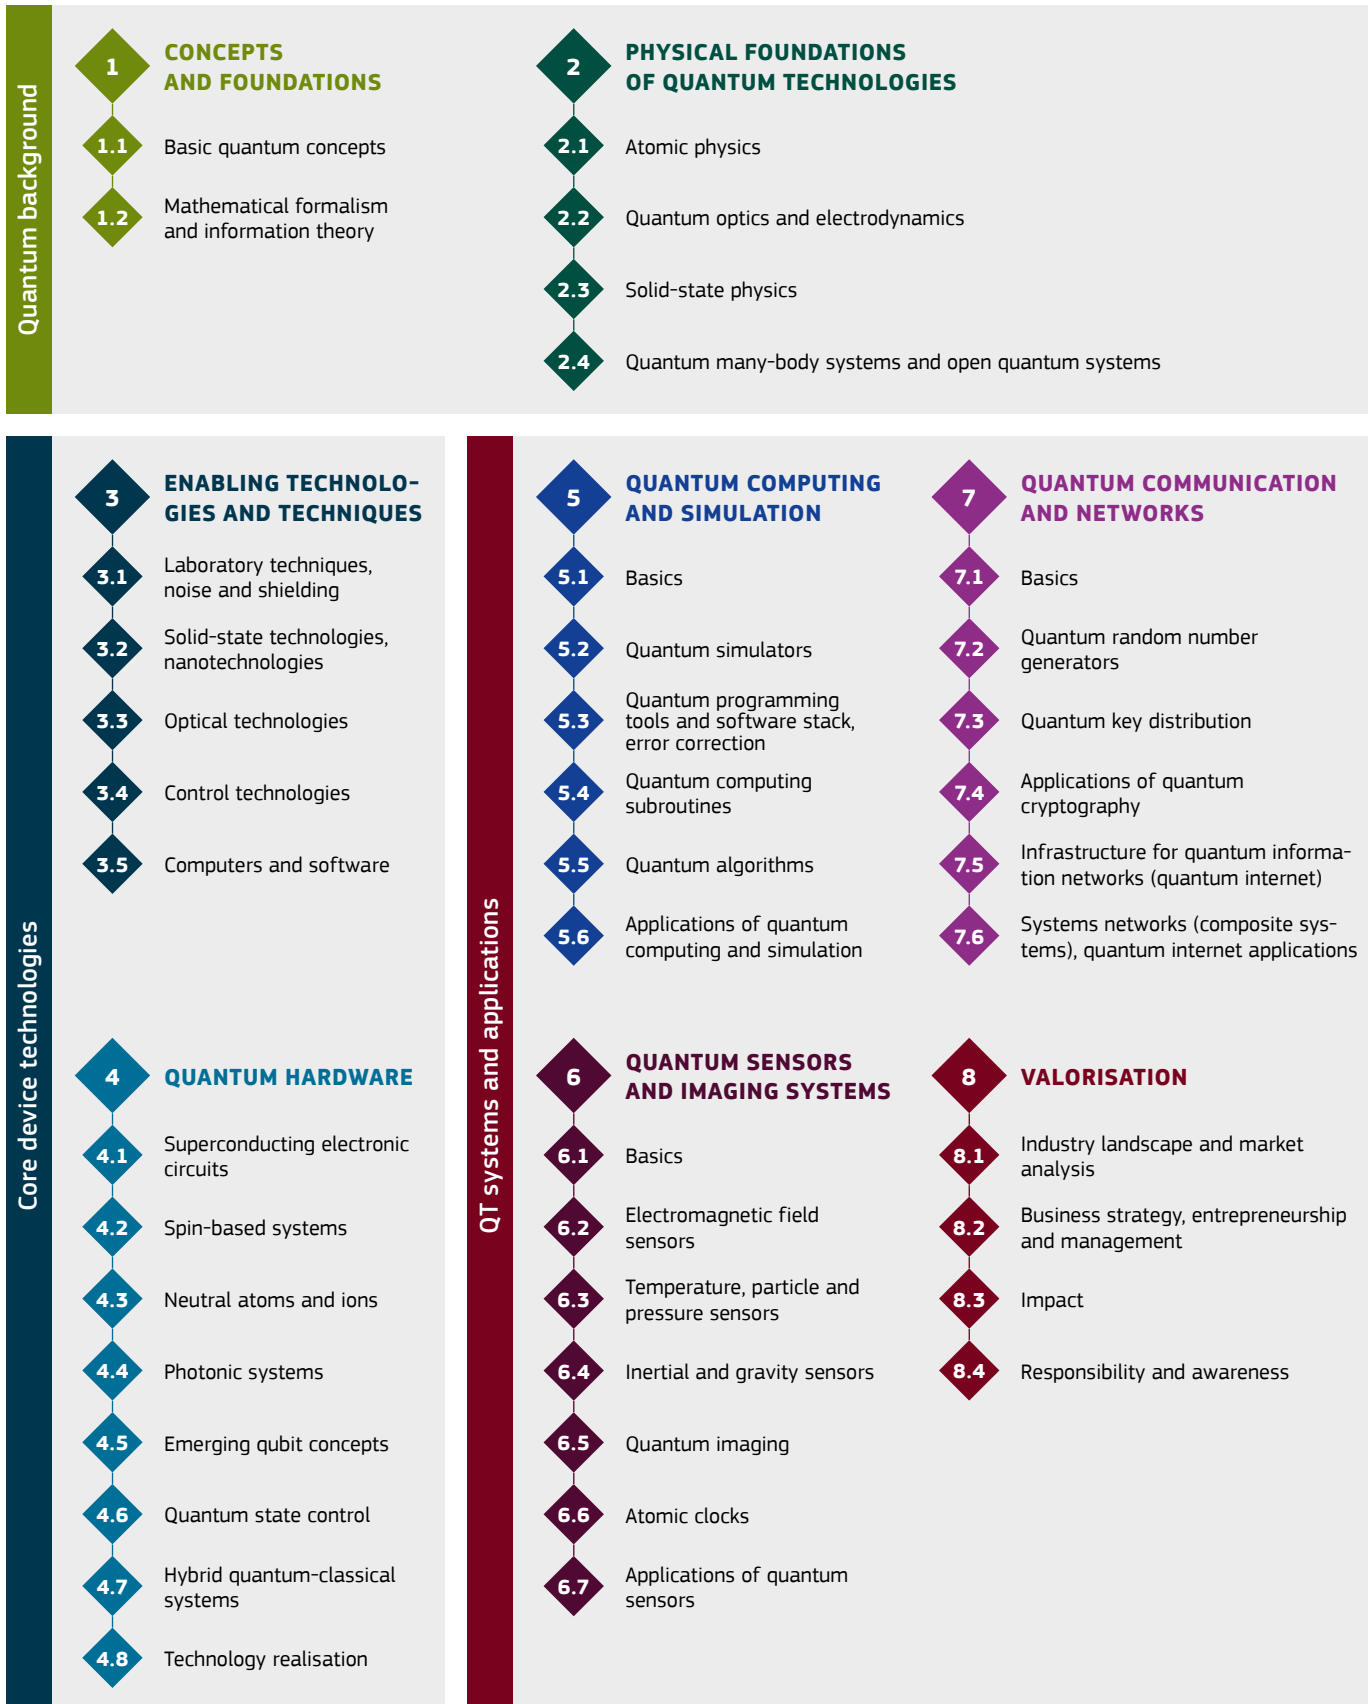 Quantum background
1
CONCEPTS
AND FOUNDATIONS
1.1
Basic quantum concepts
1.2
Mathematical formalism
and information theory
2
PHYSICAL FOUNDATIONS
OF QUANTUM TECHNOLOGIES
2.1
Atomic physics
2.2
Quantum optics and electrodynamics
2.3
Solid-state physics
2.4
Quantum many-body systems and open quantum systems
Core device technologies
3
ENABLING TECHNOLO-
GIES AND TECHNIQUES
3.1
Laboratory techniques,
noise and shielding
3.2
Solid-state technologies,
nanotechnologies
3.3
Optical technologies
3.4
Control technologies
3.5
Computers and software
4
QUANTUM HARDWARE
4.1
Superconducting electronic
circuits
4.2
Spin-based systems
4.3
Neutral atoms and ions
4.4
Photonic systems
4.5
Emerging qubit concepts
4.6
Quantum state control
4.7
Hybrid quantum-classical
systems
4.8
Technology realisation
QT systems and applications
5
QUANTUM COMPUTING
AND SIMULATION
5.1
Basics
5.2
Quantum simulators
5.3
Quantum programming
tools and software stack,
error correction
5.4
Quantum computing
subroutines
5.5
Quantum algorithms
5.6
Applications of quantum
computing and simulation
6
QUANTUM SENSORS
AND IMAGING SYSTEMS
6.1
Basics
6.2
Electromagnetic field
sensors
6.3
Temperature, particle and
pressure sensors
6.4
Inertial and gravity sensors
6.5
Quantum imaging
6.6
Atomic clocks
6.7
Applications of quantum
sensors
7
QUANTUM COMMUNICATION
AND NETWORKS
7.1
Basics
7.2
Quantum random number
generators
7.3
Quantum key distribution
7.4
Applications of quantum
cryptography
7.5
Infrastructure for quantum informa-
tion networks (quantum internet)
7.6
Systems networks (composite sys-
tems), quantum internet applications
8
VALORISATION
8.1
Industry landscape and market
analysis
8.2
Business strategy, entrepreneurship
and management
8.3
Impact
8.4
Responsibility and awareness